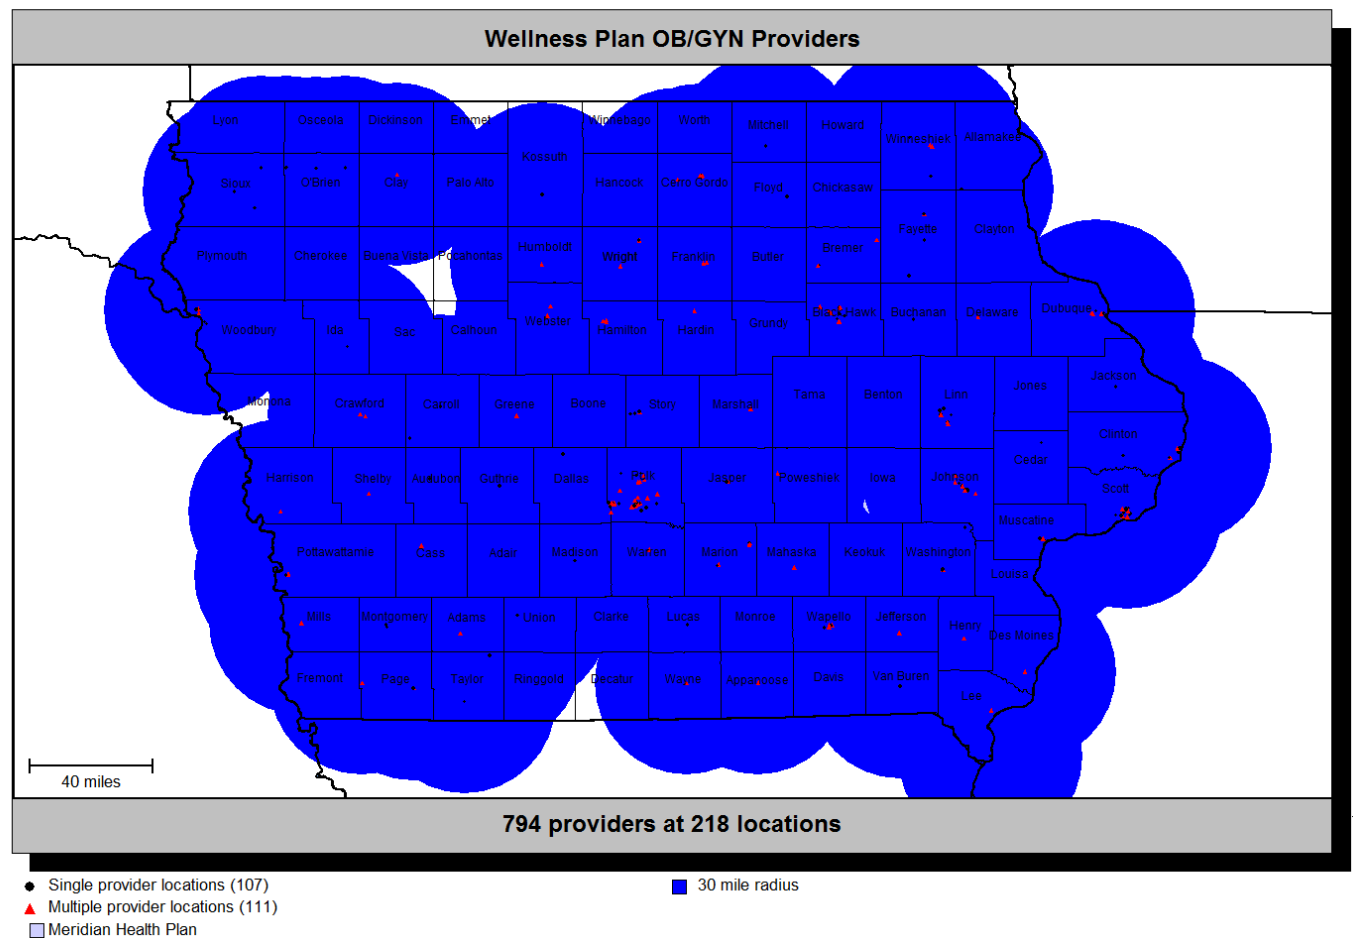 Wellness Plan OB/GYN Providers
Lyon Osceola Dickinson Emmet Winnebago Worth Mitchell Howard Winneshiek Allamakee
Kossuth
Sioux O'Brien Clay Palo Alto Hancock Cerro Gordo Floyd Chickasaw
Plymouth Cherokee Buena Vista Pocahontas Humboldt Wright Franklin Butler Bremer Fayette Clayton
Woodbury Ida Sac Calhoun Webster Hamilton Hardin Grundy Black Hawk Buchanan Delaware Dubuque
Monona Crawford Carroll Greene Boone Story Marshall Tama Benton Linn Jones Jackson
Clinton
Harrison Shelby Audubon Guthrie Dallas Polk Jasper Poweshiek Iowa Johnson Cedar Scott
Muscatine
Pottawattamie Cass Adair Madison Warren Marion Mahaska Keokuk Washington
Louisa
Mills Montgomery Adams Union Clarke Lucas Monroe Wapello Jefferson Henry Des Moines
Fremont Page Taylor Ringgold Decatur Wayne Appanoose Davis Van Buren Lee
40 miles
794 providers at 218 locations
Single provider locations (107)
30 mile radius
Multiple provider locations (111)
Meridian Health Plan